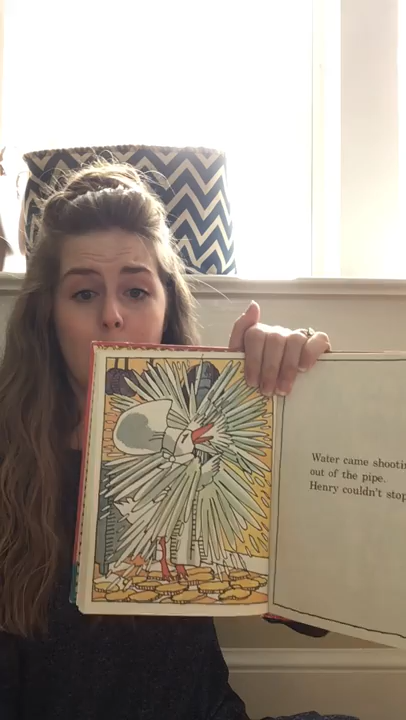 Water came shootin
out of the pipe.
Henry couldn't stop